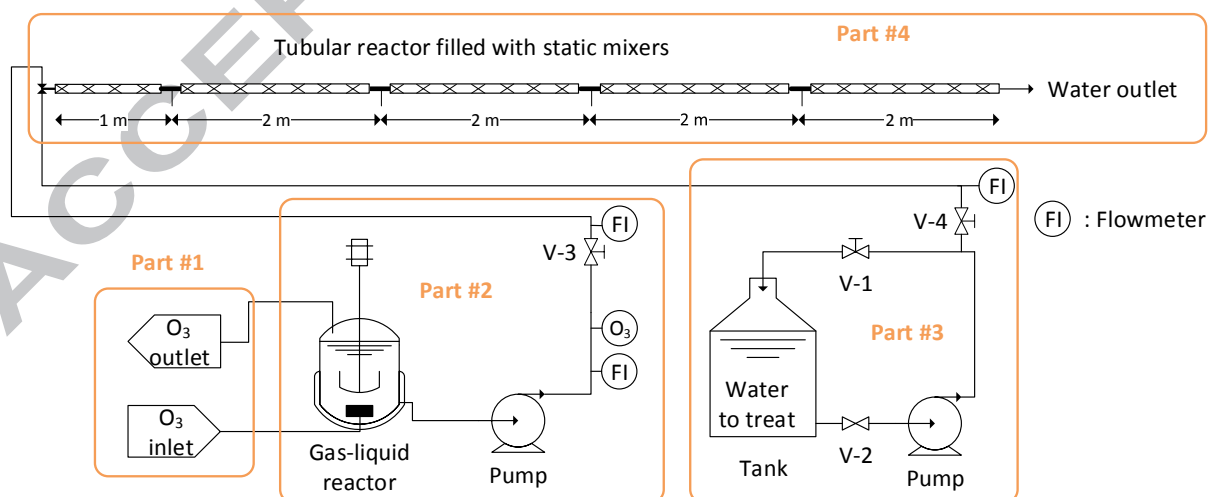 Part #4
Tubular reactor filled with static mixers
Water outlet
1 m
2 m
2 m
2 m
2 m
FI
FI
V-4
FI : Flowmeter
V-3
V-1
Part #1
Part #2
O3
outlet
O3
FI
Part #3
Water
to treat
O3
inlet
Gas-liquid
reactor
Pump
Tank
V-2
Pump